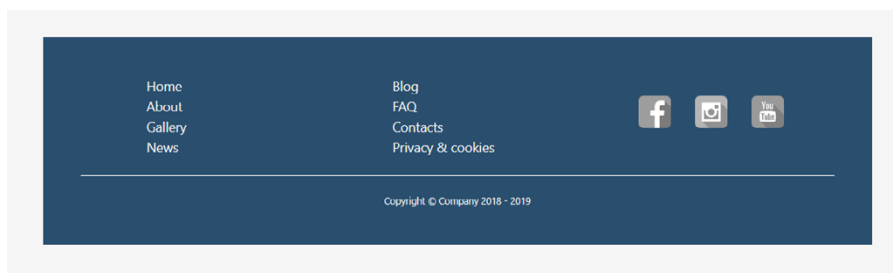 Home
About
Gallery
News
Blog
FAQ
Contacts
Privacy & cookies
f
You
Tube
Copyright © Company 2018 - 2019